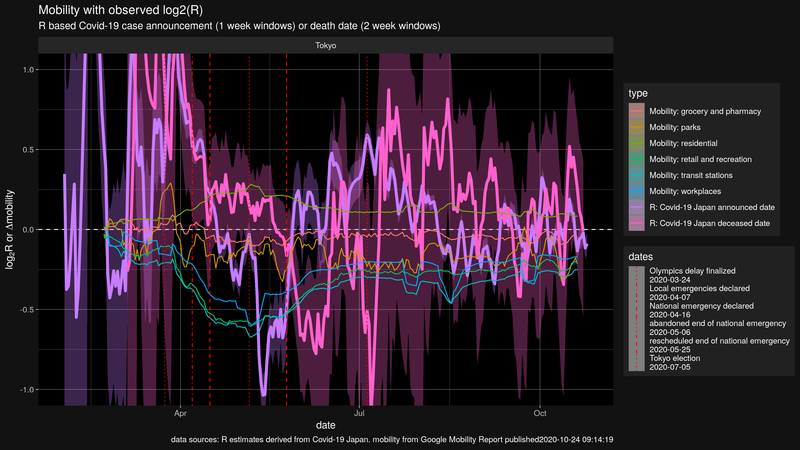 Mobility with observed log2(R)
R based Covid-19 case announcement (1 week windows) or death date (2 week windows)
Tokyo
1.0
0.5
0.0
-0.5
-1.0
log₂R or Δmobility
Apr
Jul
Oct
date
data sources: R estimates derived from Covid-19 Japan. mobility from Google Mobility Report published2020-10-24 09:14:19
type
Mobility: grocery and pharmacy
Mobility: parks
Mobility: residential
Mobility: retail and recreation
Mobility: transit stations
Mobility: workplaces
R: Covid-19 Japan announced date
R: Covid-19 Japan deceased date
dates
Olympics delay finalized
2020-03-24
Local emergencies declared
2020-04-07
National emergency declared
2020-04-16
abandoned end of national emergency
2020-05-06
rescheduled end of national emergency
2020-05-25
Tokyo election
2020-07-05